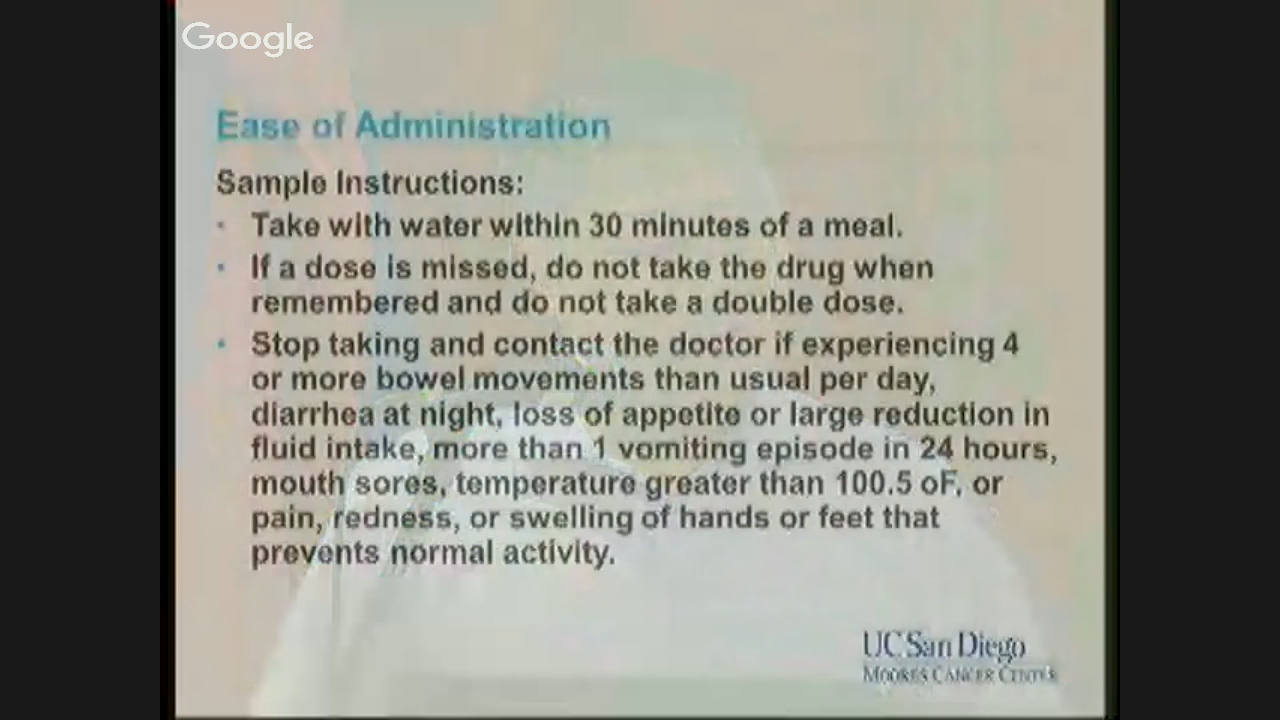 Google
Ease of Administration
Sample Instructions:
• Take with water within 30 minutes of a meal.
• If a dose is missed, do not take the drug when
remembered and do not take a double dose.
• Stop taking and contact the doctor if experiencing 4
or more bowel movements than usual per day,
diarrhea at night, loss of appetite or large reduction in
fluid intake, more than 1 vomiting episode in 24 hours,
mouth sores, temperature greater than 100.5 oF, or
pain, redness, or swelling of hands or feet that
prevents normal activity.
UC San Diego
MOORES CANCER CENTER